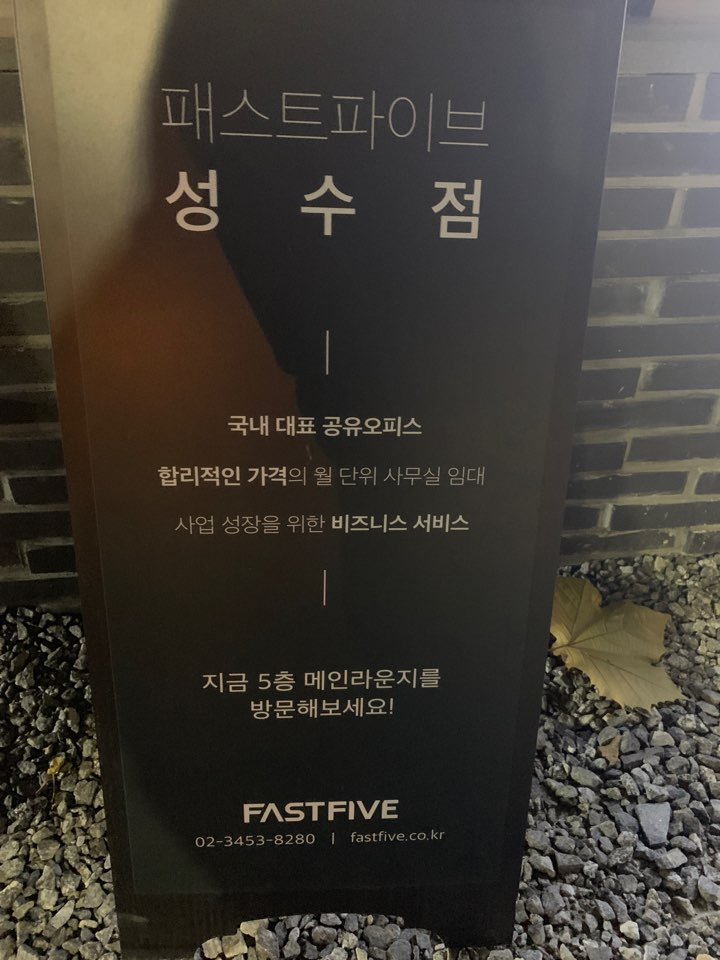 패스트파이브
성 수 점
국내 대표 공유오피스
합리적인 가격의 월 단위 사무실 임대
사업 성장을 위한 비즈니스 서비스
지금 5층 메인라운지를
방문해보세요!
FASTFIVE
02-3453-8280 | fastfive.co.kr